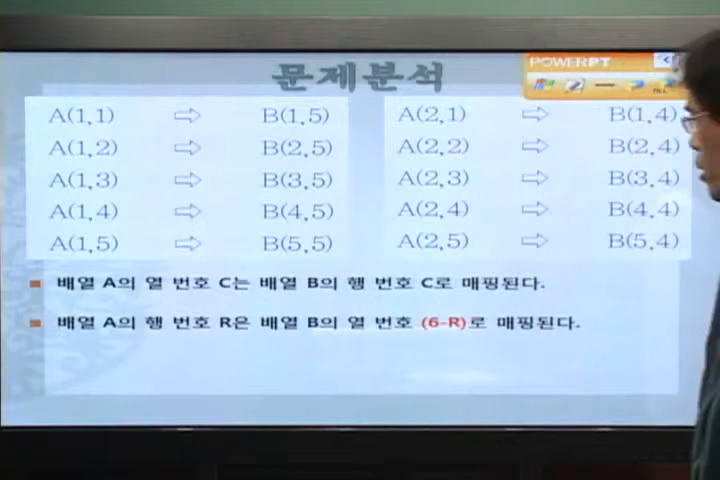 문제분석
POWERPT
A(1,1) ⇨ B(1,5) A(2,1) ⇨ B(1,4)
A(1,2) ⇨ B(2,5) A(2,2) ⇨ B(2,4)
A(1,3) ⇨ B(3,5) A(2,3) ⇨ B(3,4)
A(1,4) ⇨ B(4,5) A(2,4) ⇨ B(4,4)
A(1,5) ⇨ B(5,5) A(2,5) ⇨ B(5,4)
배열 A의 열 번호 C는 배열 B의 행 번호 C로 매핑된다.
배열 A의 행 번호 R은 배열 B의 열 번호 (6-R)로 매핑된다.